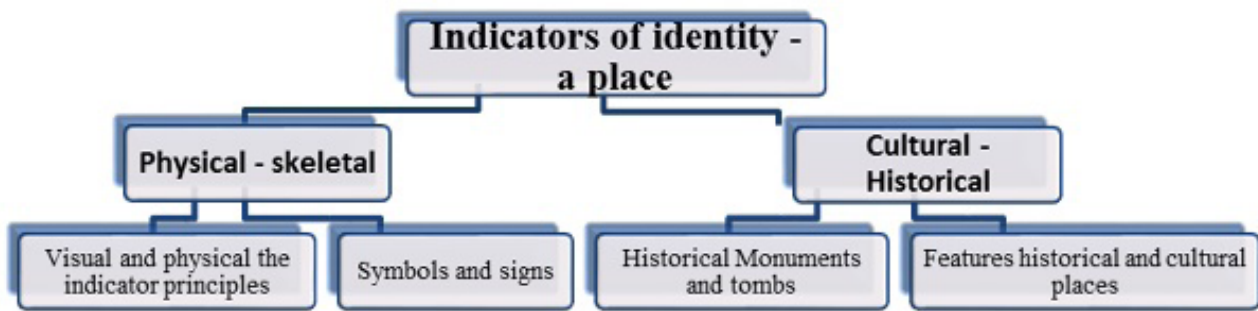 Indicators of identity -
a place
Physical - skeletal
Cultural -
Historical
Visual and physical the
indicator principles
Symbols and signs
Historical Monuments
and tombs
Features historical and cultural
places